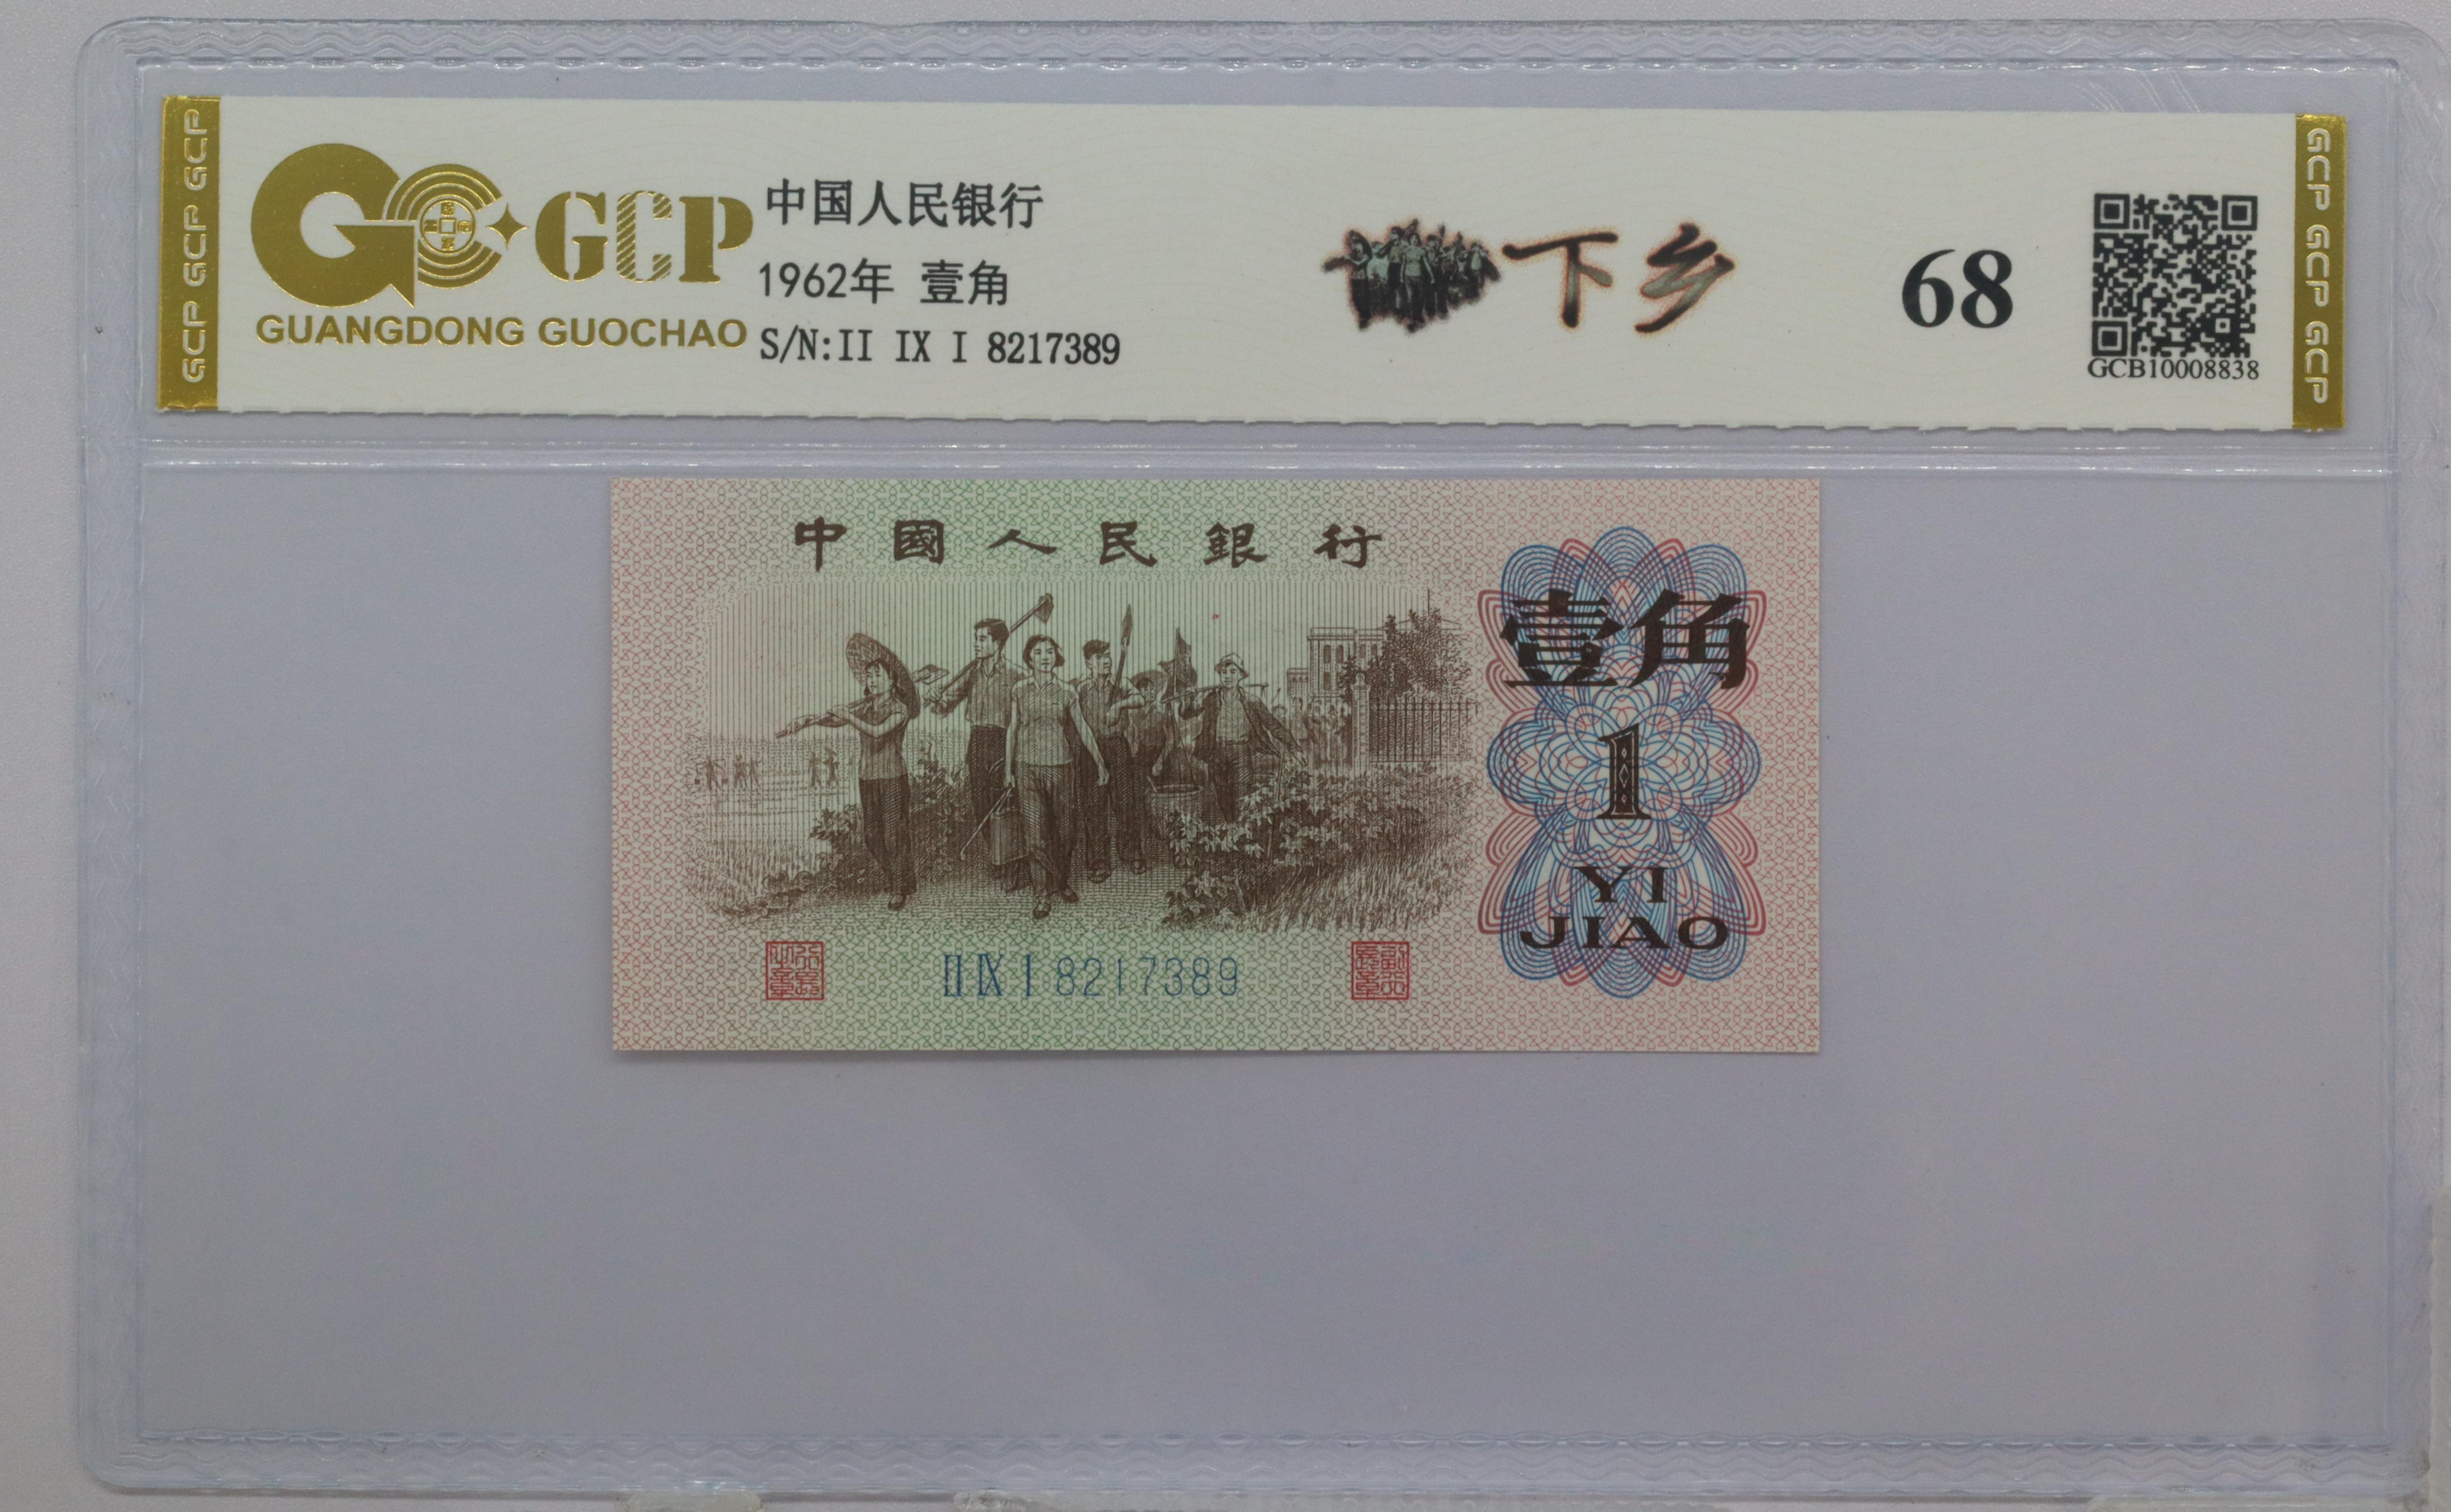 GCP GCP GCP
GCP
GUANGDONG GUOCHAO
中国人民银行
1962年 壹角
S/N:II IX I 8217389
下乡
68
GCB10008838
GCP GCP GCP
中國人民銀行
壹角
1
YI
JIAO
II IX I 8217389